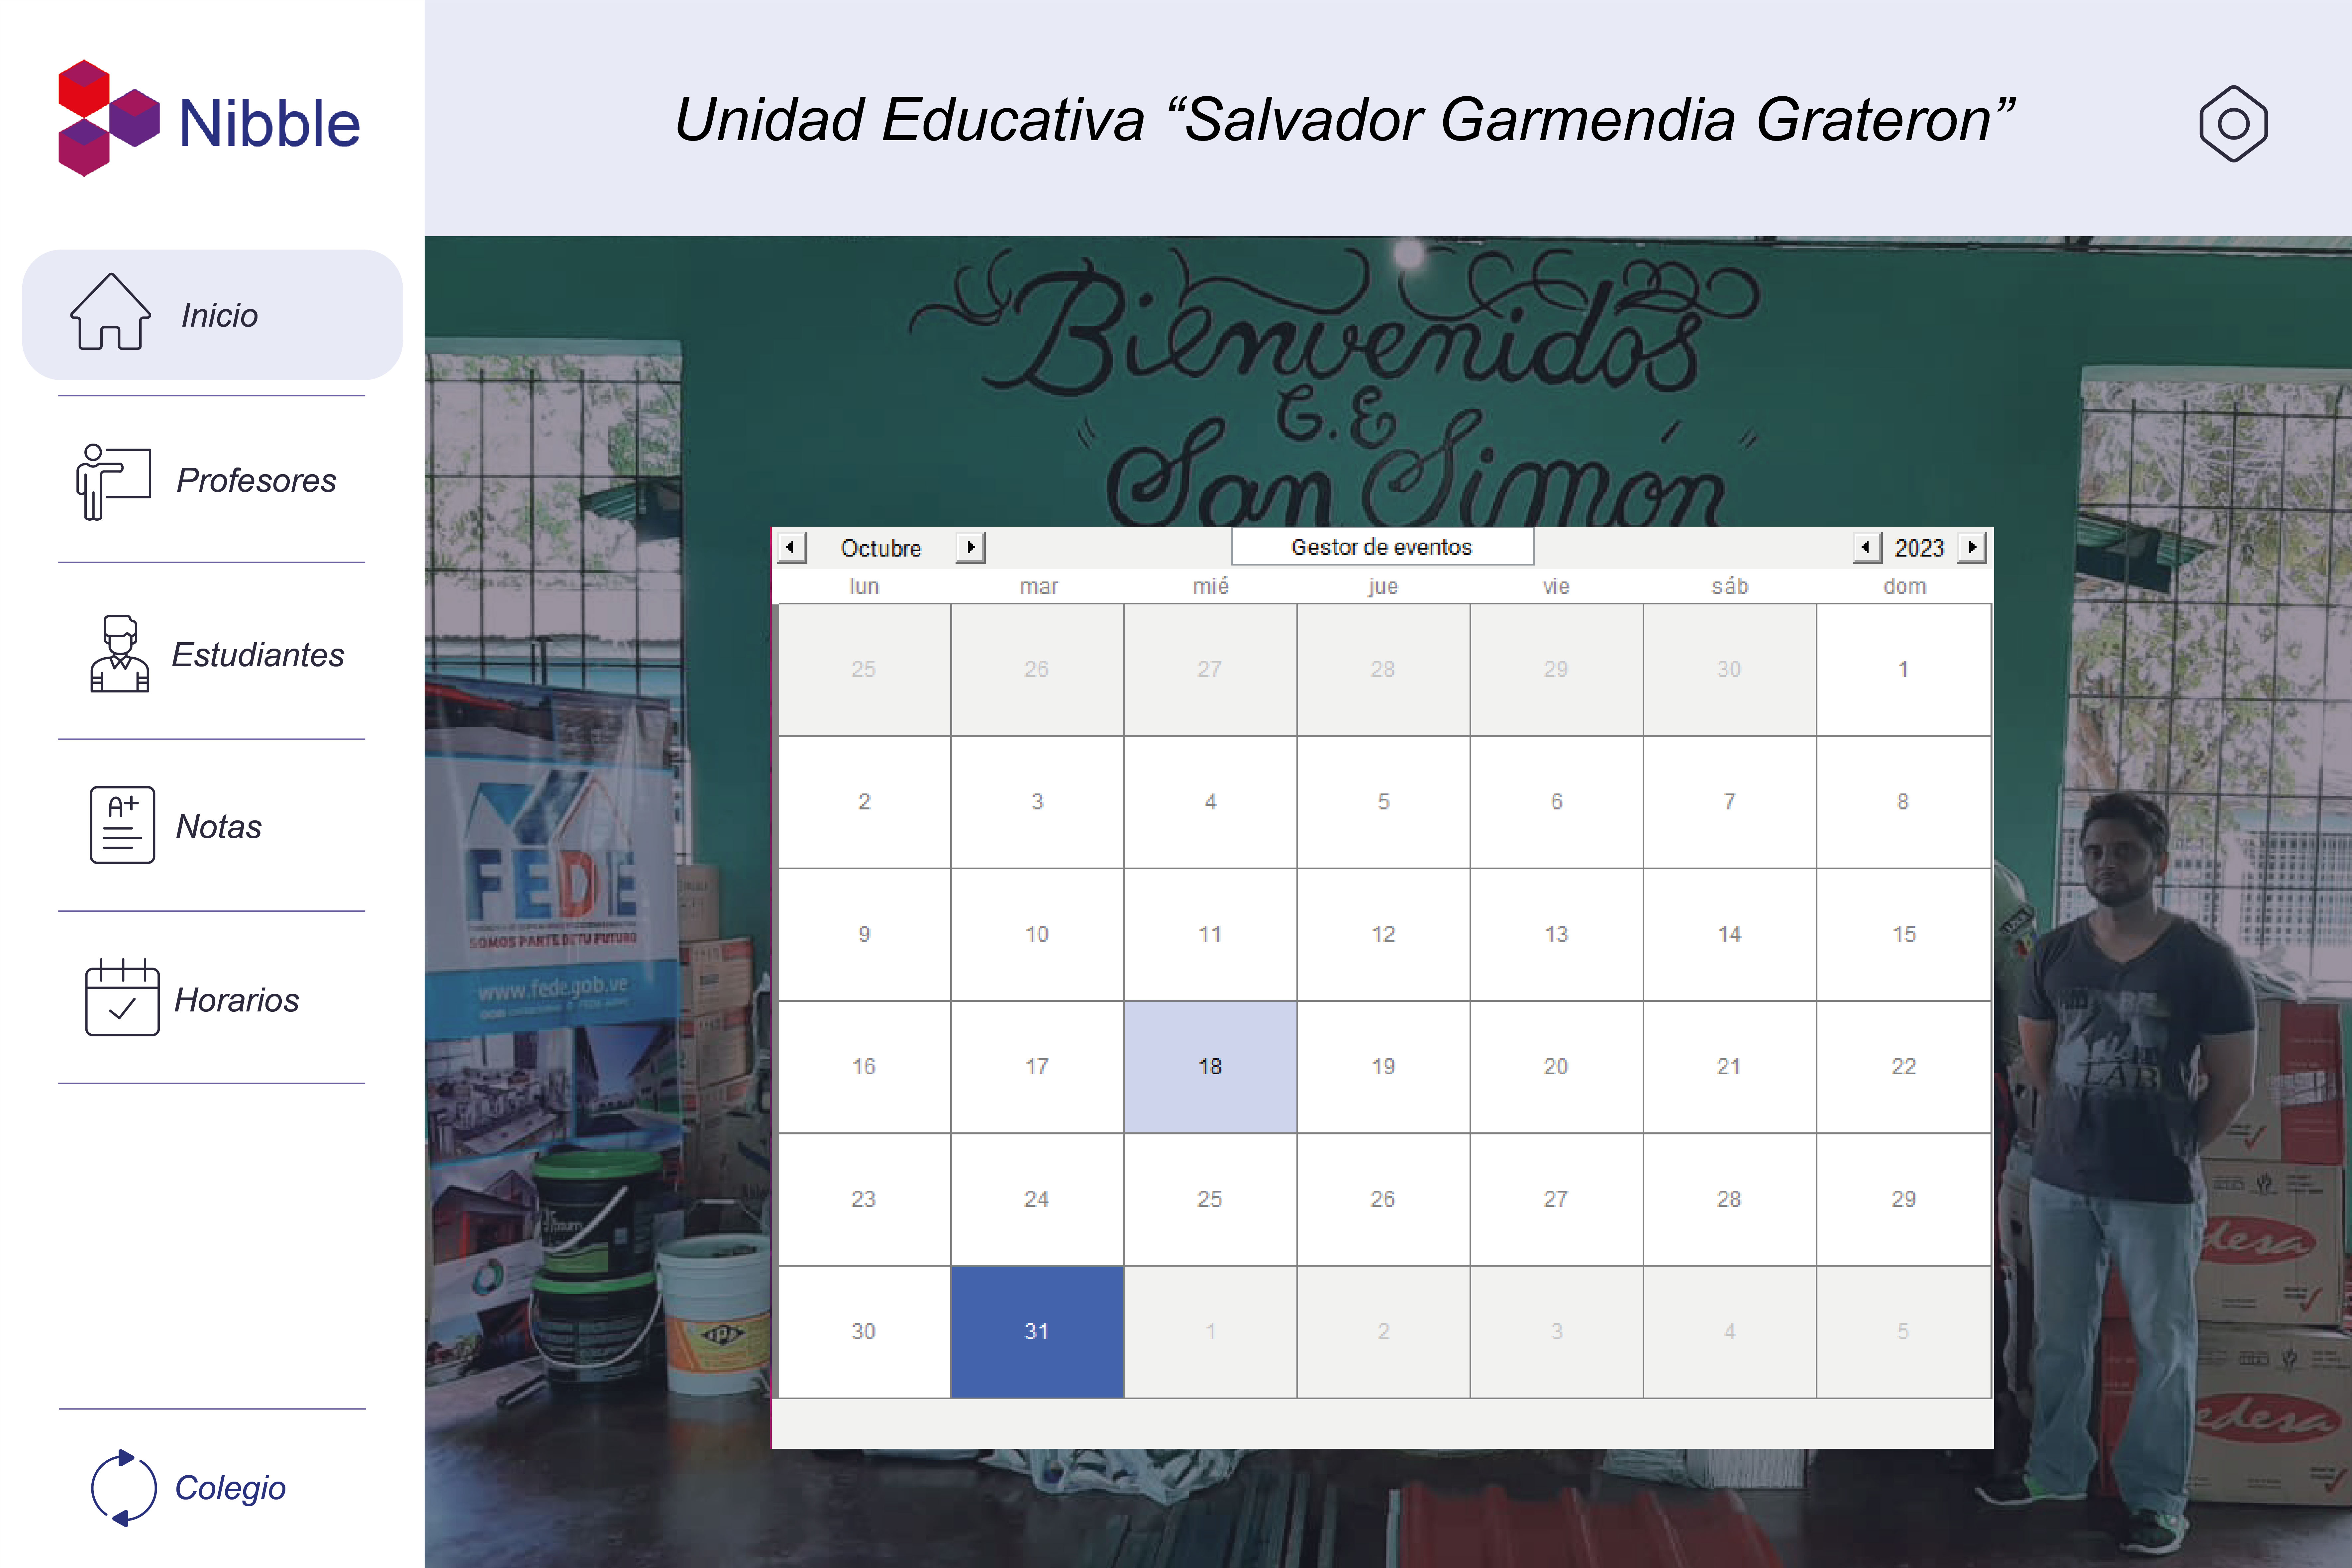 Nibble
Unidad Educativa “Salvador Garmendia Grateron”
Inicio
Profesores
Estudiantes
A+
Notas
Horarios
Colegio
Bienvenidos
C.E
"San Simón"
Octubre
Gestor de eventos
2023
lun mar mié jue vie sáb dom
25 26 27 28 29 30 1
2 3 4 5 6 7 8
9 10 11 12 13 14 15
16 17 18 19 20 21 22
23 24 25 26 27 28 29
30 31 1 2 3 4 5
FEDE
SOMOS PARTE DE TU FUTURO
www.fede.gob.ve
LAB
edesa